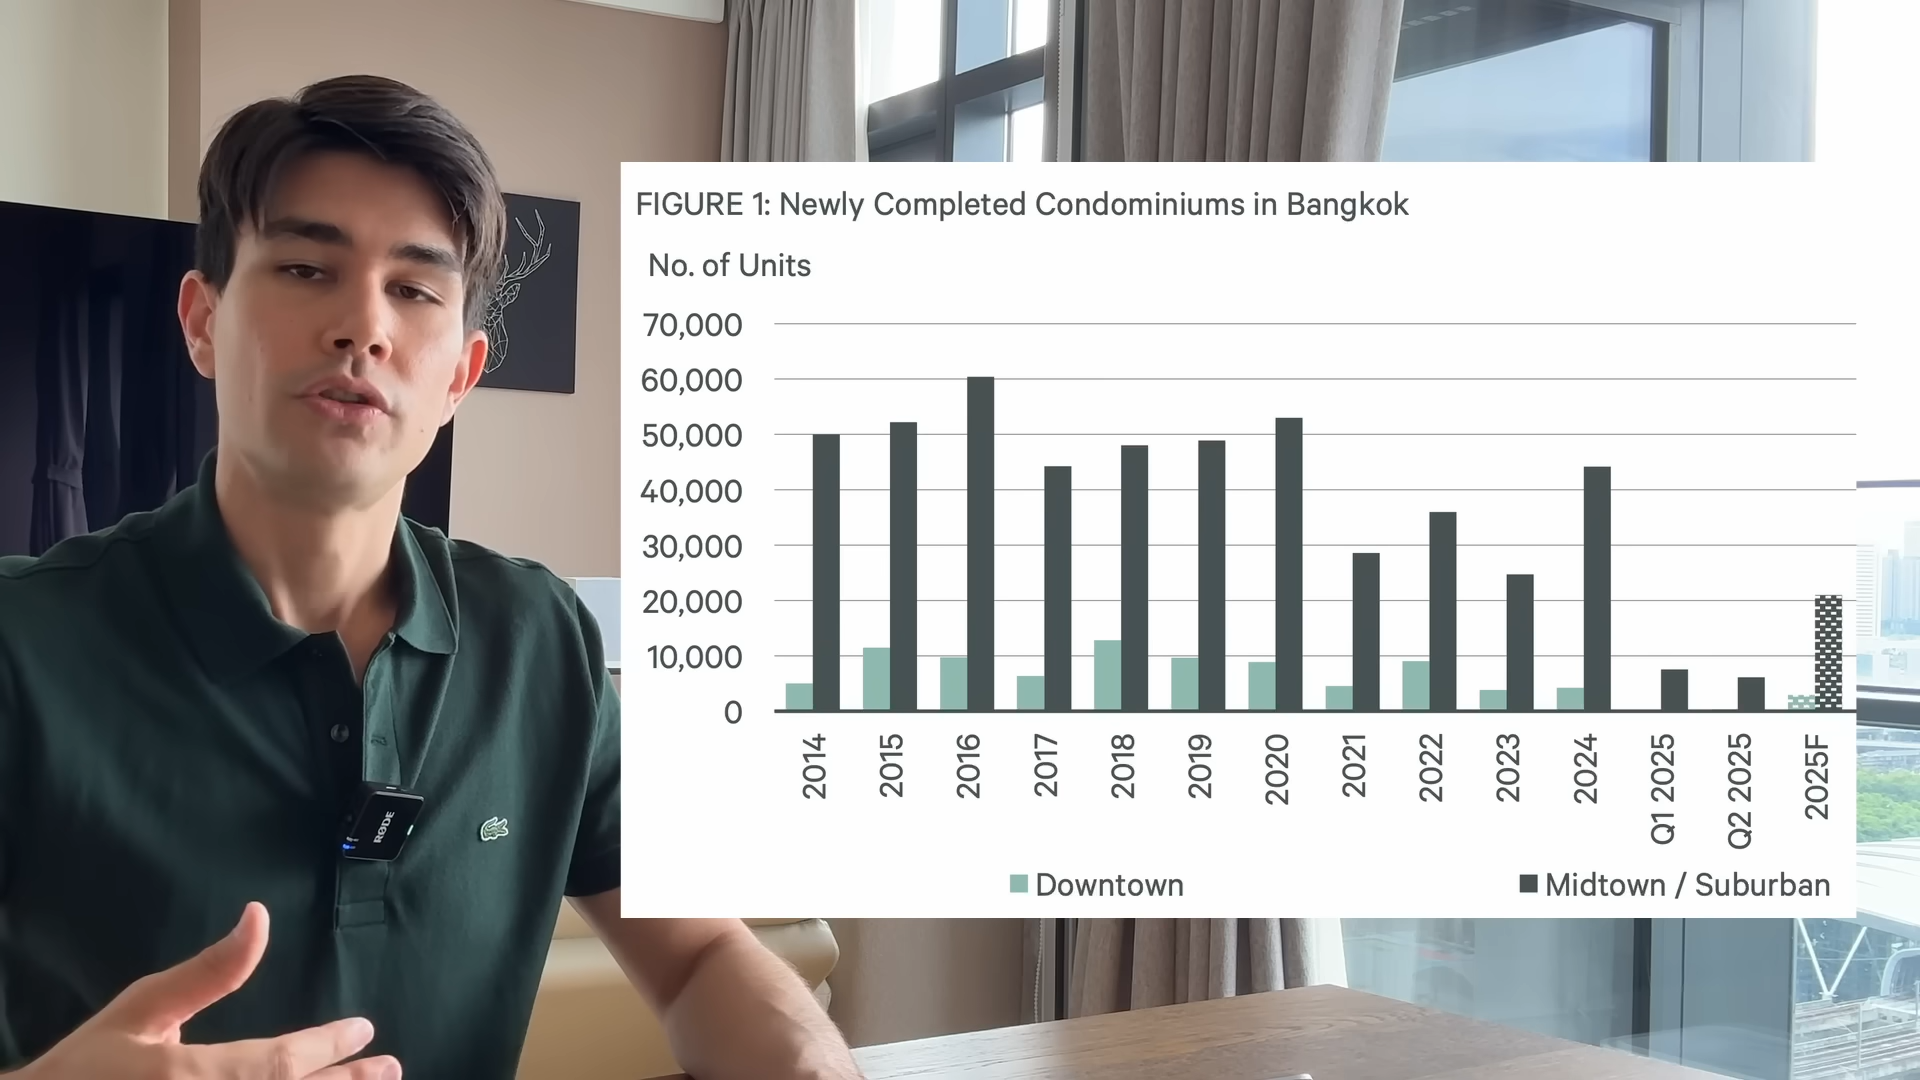 FIGURE 1: Newly Completed Condominiums in Bangkok
No. of Units
70,000
60,000
50,000
40,000
30,000
20,000
10,000
0
2014
2015
2016
2017
2018
2019
2020
2021
2022
2023
2024
Q1 2025
Q2 2025
2025F
Downtown
Midtown / Suburban
RØDE